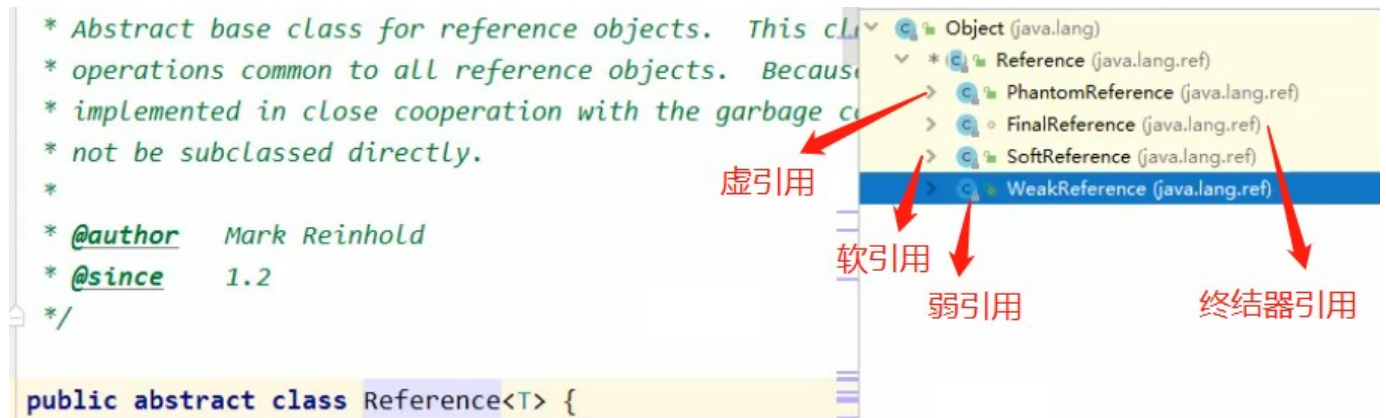 * Abstract base class for reference objects. This cl
* operations common to all reference objects. Becaus
* implemented in close cooperation with the garbage c
* not be subclassed directly.
*
* @author Mark Reinhold
* @since 1.2
*/
public abstract class Reference<T> {
Object (java.lang)
* Reference (java.lang.ref)
PhantomReference (java.lang.ref)
FinalReference (java.lang.ref)
SoftReference (java.lang.ref)
WeakReference (java.lang.ref)
虚引用
软引用
弱引用
终结器引用